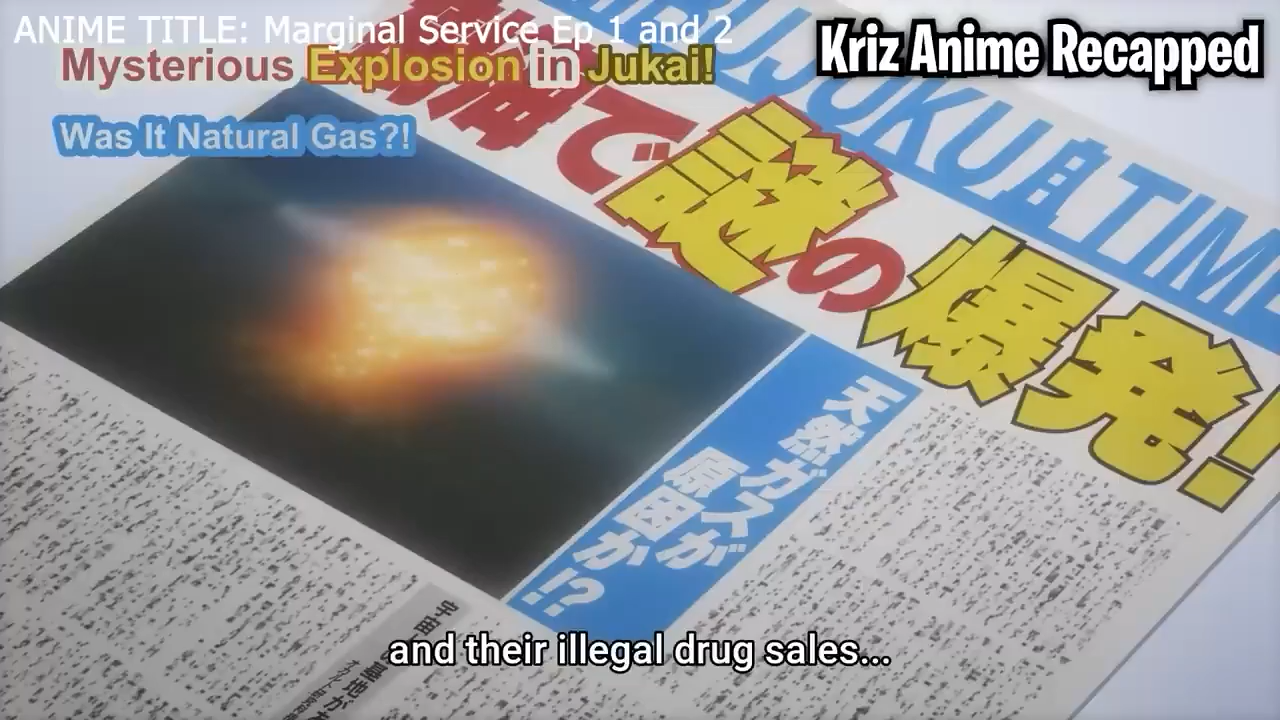 ANIME TITLE: Marginal Service Ep 1 and 2
Kriz Anime Recapped
Mysterious Explosion in Jukai!
Was It Natural Gas?!
JUKU TIM
海で謎の爆発!
天然ガスが
原因か!?
and their illegal drug sales...